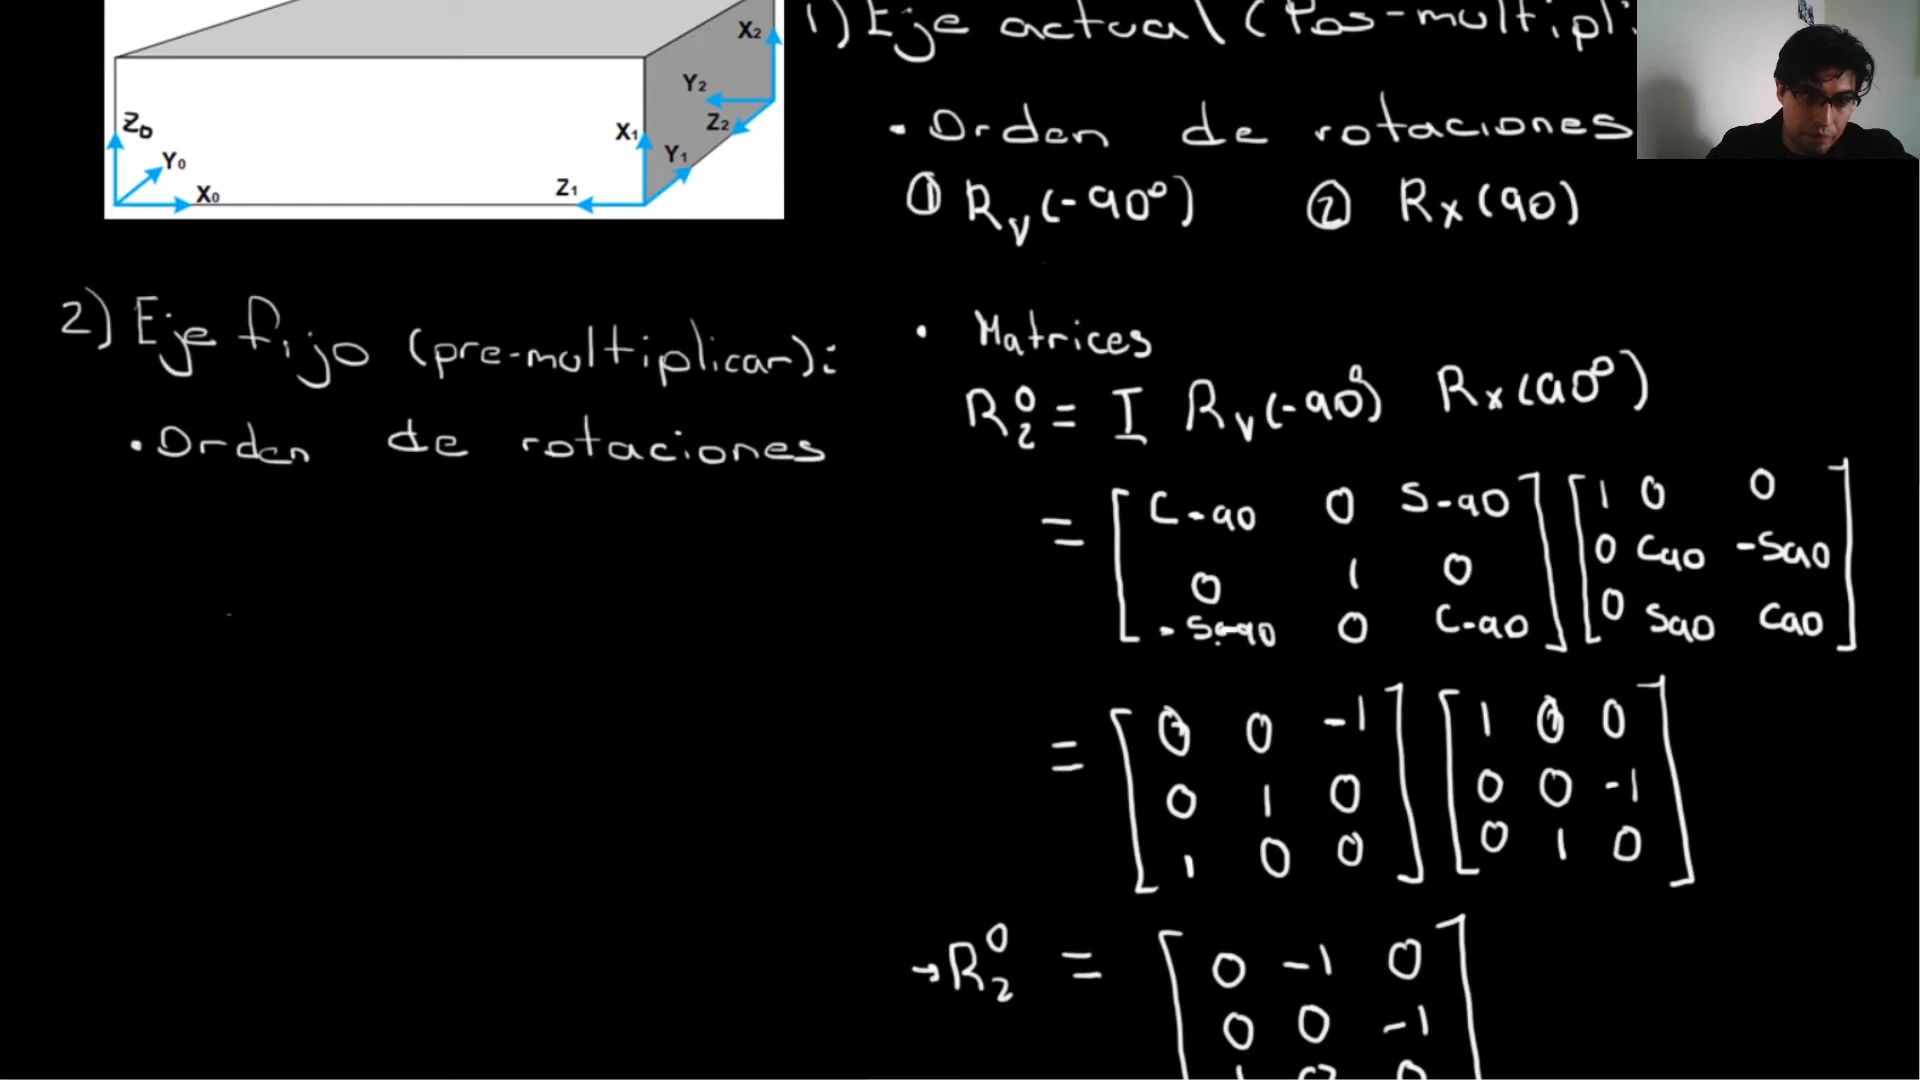 X₂
Y₂
Z₀
X₁
Z₂
Y₀
Y₁
Z₁
X₀
1) Eje actual (Pos-multipli
• Orden de rotaciones
① Ry(-90°) ② Rx(90)
2) Eje fijo (pre-multiplicar):
• Orden de rotaciones
• Matrices
R₂⁰ = I Ry(-90°) Rx(90°)
= [ C-90 0 S-90 ] [ 1 0 0 ]
[ 0 1 0 ] [ 0 C90 -S90 ]
[ -S-90 0 C-90 ] [ 0 S90 C90 ]
= [ 0 0 -1 ] [ 1 0 0 ]
[ 0 1 0 ] [ 0 0 -1 ]
[ 1 0 0 ] [ 0 1 0 ]
→ R₂⁰ = [ 0 -1 0 ]
[ 0 0 -1 ]